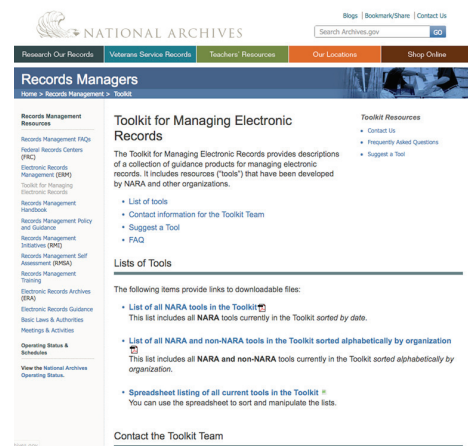 Blogs | Bookmark/Share | Contact Us
NATIONAL ARCHIVES
Search Archives.gov GO
Research Our Records Veterans Service Records Teachers' Resources Our Locations Shop Online
Records Managers
Home > Records Management > Toolkit
Records Management
Resources
Records Management FAQs
Federal Records Centers
(FRC)
Electronic Records
Management (ERM)
Toolkit for Managing
Electronic Records
Records Management
Handbook
Records Management Policy
and Guidance
Records Management
Initiatives (RMI)
Records Management Self
Assessment (RMSA)
Records Management
Training
Electronic Records Archives
(ERA)
Electronic Records Guidance
Basic Laws & Authorities
Meetings & Activities
Operating Status &
Schedules
View the National Archives
Operating Status.
Toolkit for Managing Electronic
Records
The Toolkit for Managing Electronic Records provides descriptions
of a collection of guidance products for managing electronic
records. It includes resources ("tools") that have been developed
by NARA and other organizations.
• List of tools
• Contact information for the Toolkit Team
• Suggest a Tool
• FAQ
Toolkit Resources
• Contact Us
• Frequently Asked Questions
• Suggest a Tool
Lists of Tools
The following items provide links to downloadable files:
• List of all NARA tools in the Toolkit
This list includes all NARA tools currently in the Toolkit sorted by date.
• List of all NARA and non-NARA tools in the Toolkit sorted alphabetically by organization
This list includes all NARA and non-NARA tools currently in the Toolkit sorted alphabetically by
organization.
• Spreadsheet listing of all current tools in the Toolkit
You can use the spreadsheet to sort and manipulate the lists.
Contact the Toolkit Team